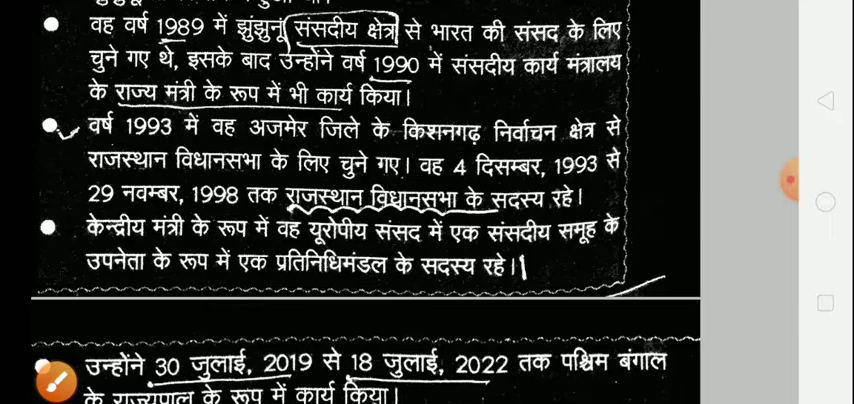 वह वर्ष 1989 में झुंझुनूं संसदीय क्षेत्र से भारत की संसद के लिए
चुने गए थे, इसके बाद उन्होंने वर्ष 1990 में संसदीय कार्य मंत्रालय
के राज्य मंत्री के रूप में भी कार्य किया।
वर्ष 1993 में वह अजमेर जिले के किशनगढ़ निर्वाचन क्षेत्र से
राजस्थान विधानसभा के लिए चुने गए। वह 4 दिसम्बर, 1993 से
29 नवम्बर, 1998 तक राजस्थान विधानसभा के सदस्य रहे।
केन्द्रीय मंत्री के रूप में वह यूरोपीय संसद में एक संसदीय समूह के
उपनेता के रूप में एक प्रतिनिधिमंडल के सदस्य रहे।
उन्होंने 30 जुलाई, 2019 से 18 जुलाई, 2022 तक पश्चिम बंगाल
के राज्यपाल के रूप में कार्य किया।